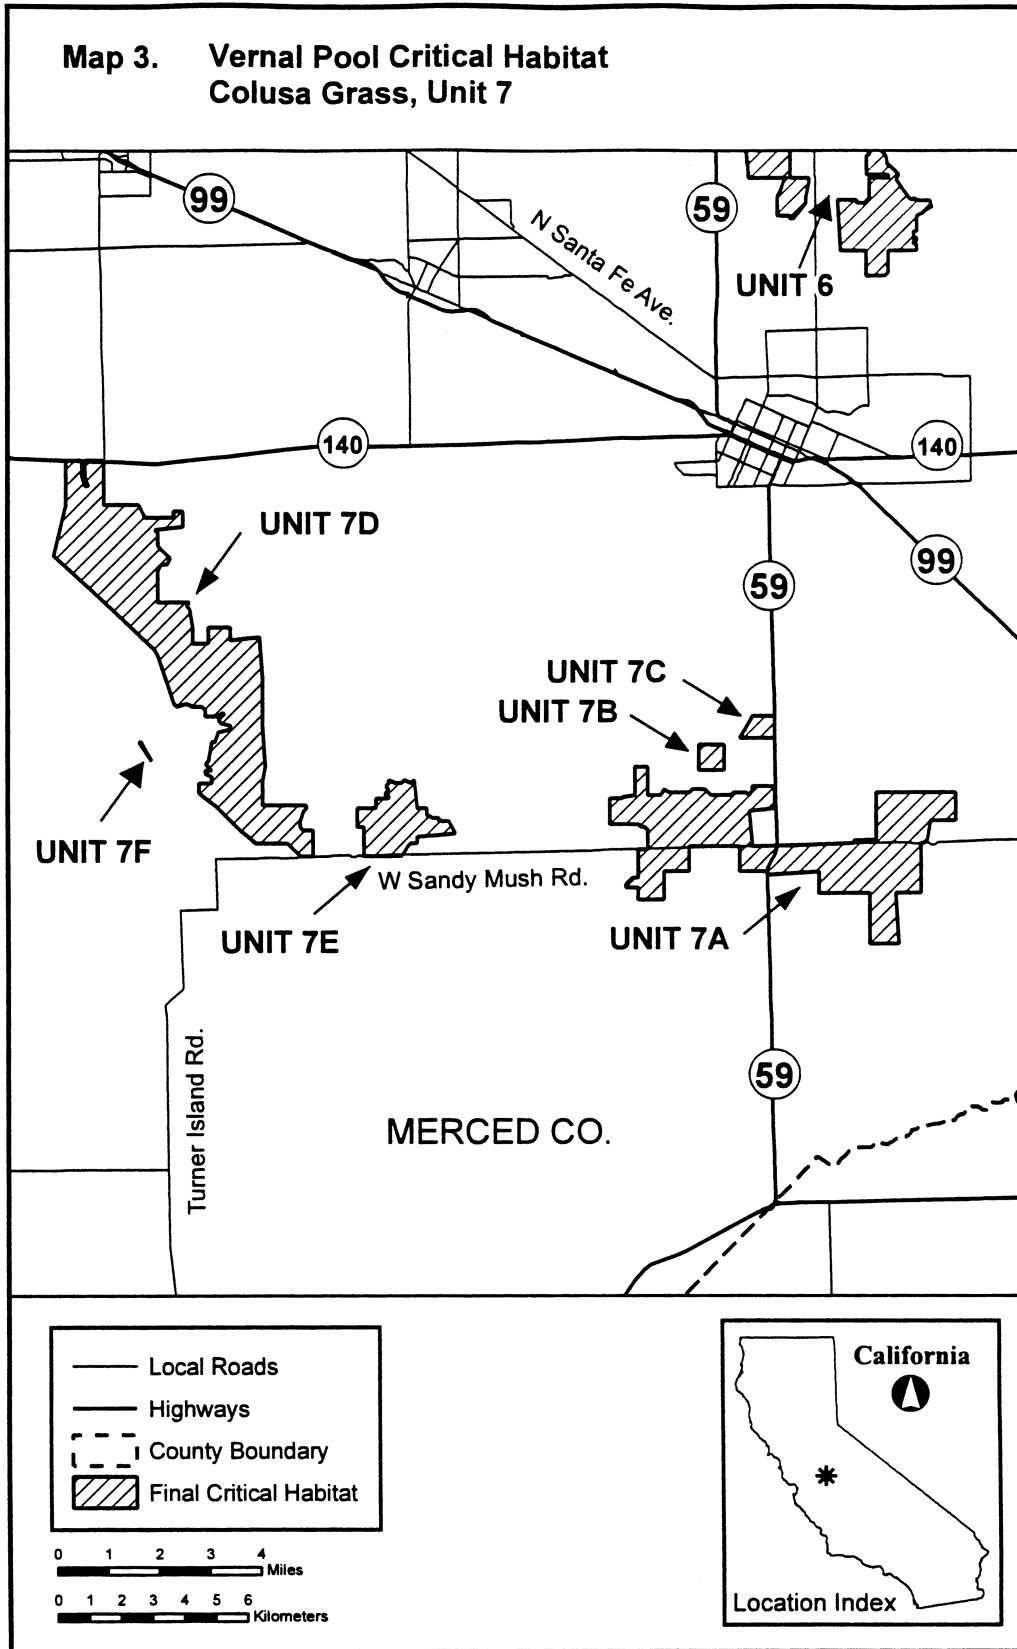 Map 3. Vernal Pool Critical Habitat
Colusa Grass, Unit 7
99
59
N Santa Fe Ave.
UNIT 6
140
140
UNIT 7D
99
59
UNIT 7C
UNIT 7B
UNIT 7F
W Sandy Mush Rd.
UNIT 7E
UNIT 7A
Turner Island Rd.
59
MERCED CO.
Local Roads
Highways
County Boundary
Final Critical Habitat
0 1 2 3 4
Miles
0 1 2 3 4 5 6
Kilometers
California
Location Index